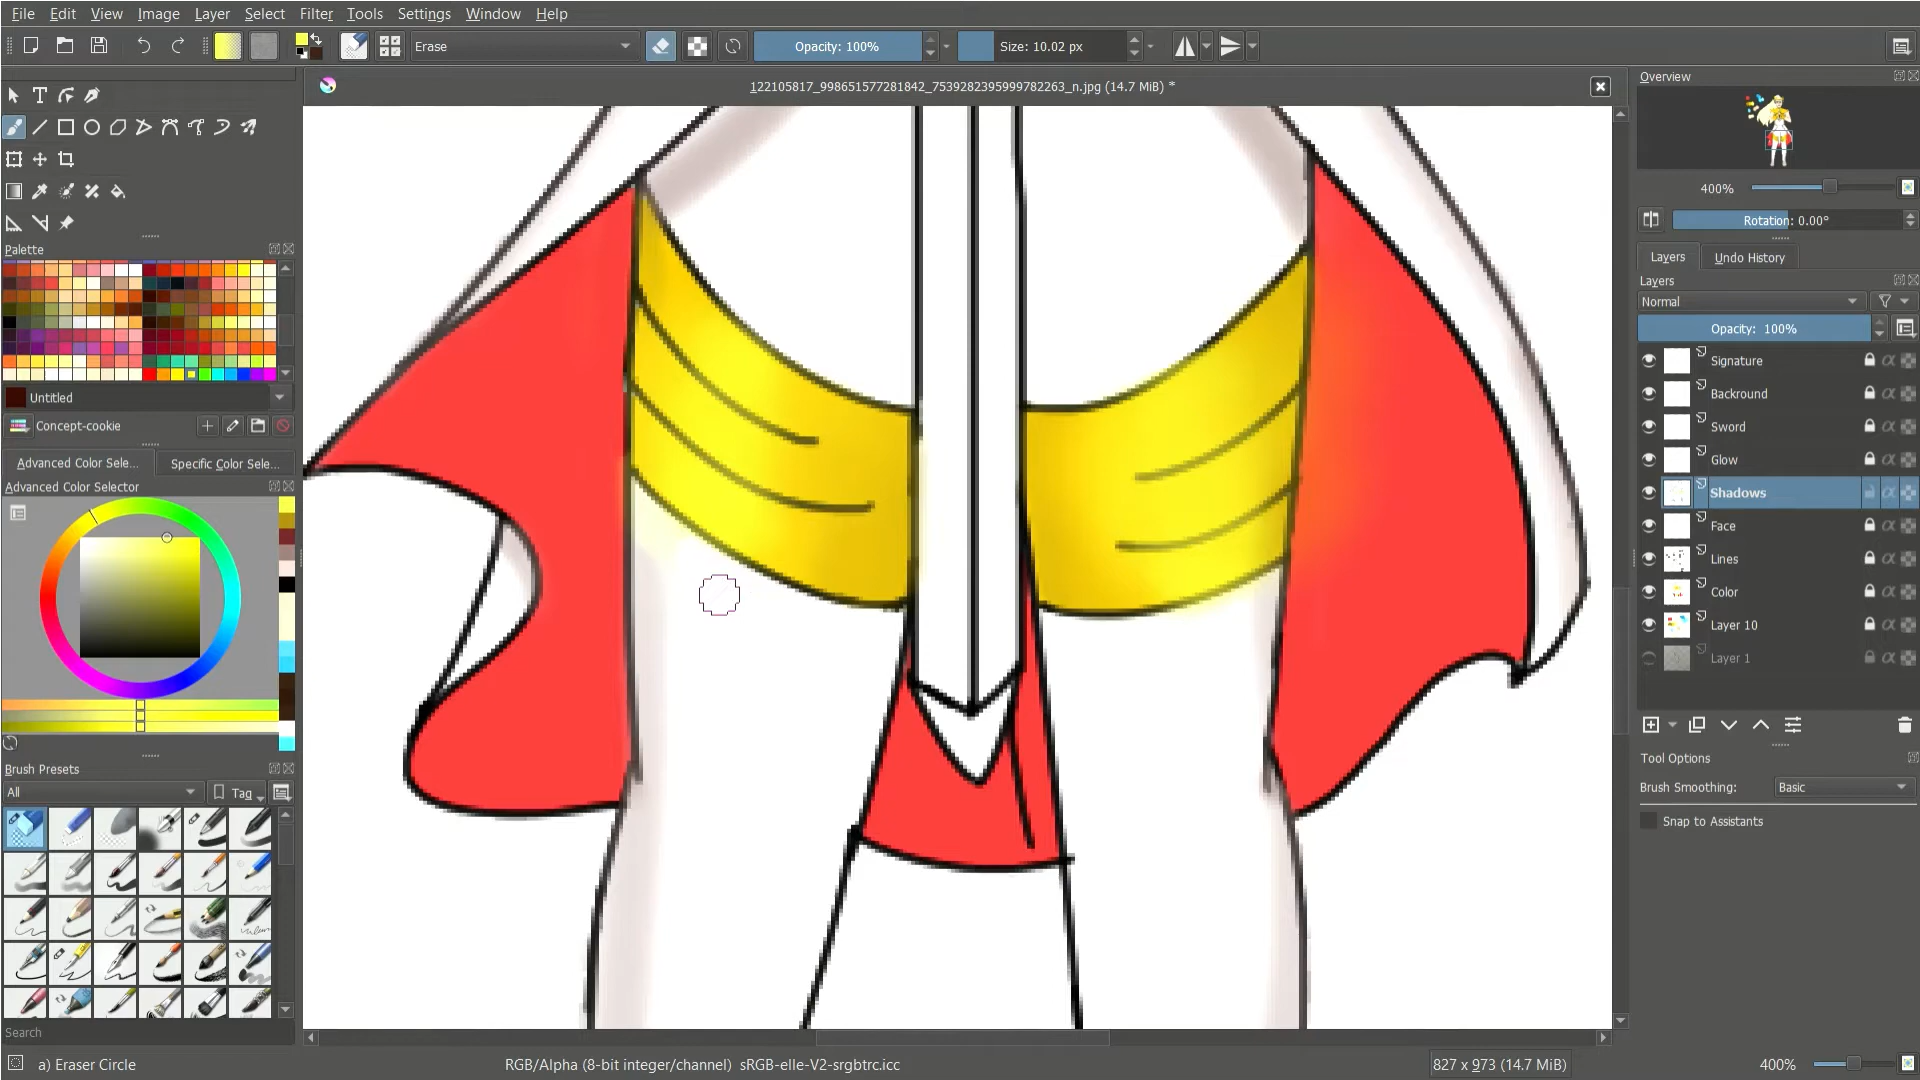 File Edit View Image Layer Select Filter Tools Settings Window Help
Erase
Opacity: 100%
Size: 10.02 px
122105817_998651577281842_7539282395999782263_n.jpg (14.7 MiB) *
Palette
Untitled
Concept-cookie
Advanced Color Sele... Specific Color Sele...
Advanced Color Selector
Brush Presets
All
Tag
Search
a) Eraser Circle
RGB/Alpha (8-bit integer/channel) sRGB-elle-V2-srgbtrc.icc
827 x 973 (14.7 MiB)
400%
Overview
400%
Rotation: 0.00°
Layers Undo History
Layers
Normal
Opacity: 100%
Signature
Backround
Sword
Glow
Shadows
Face
Lines
Color
Layer 10
Layer 1
Tool Options
Brush Smoothing: Basic
Snap to Assistants